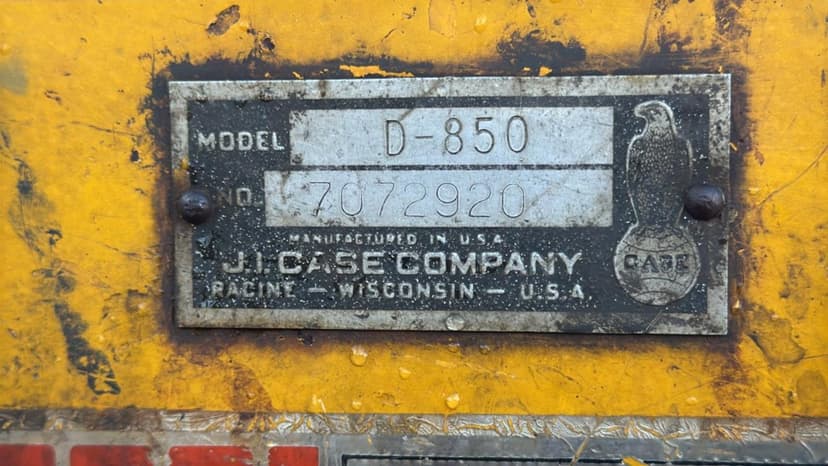 MODEL D-850
NO. 7072920
MANUFACTURED IN U.S.A
J.I. CASE COMPANY
RACINE - WISCONSIN - U.S.A
CASE